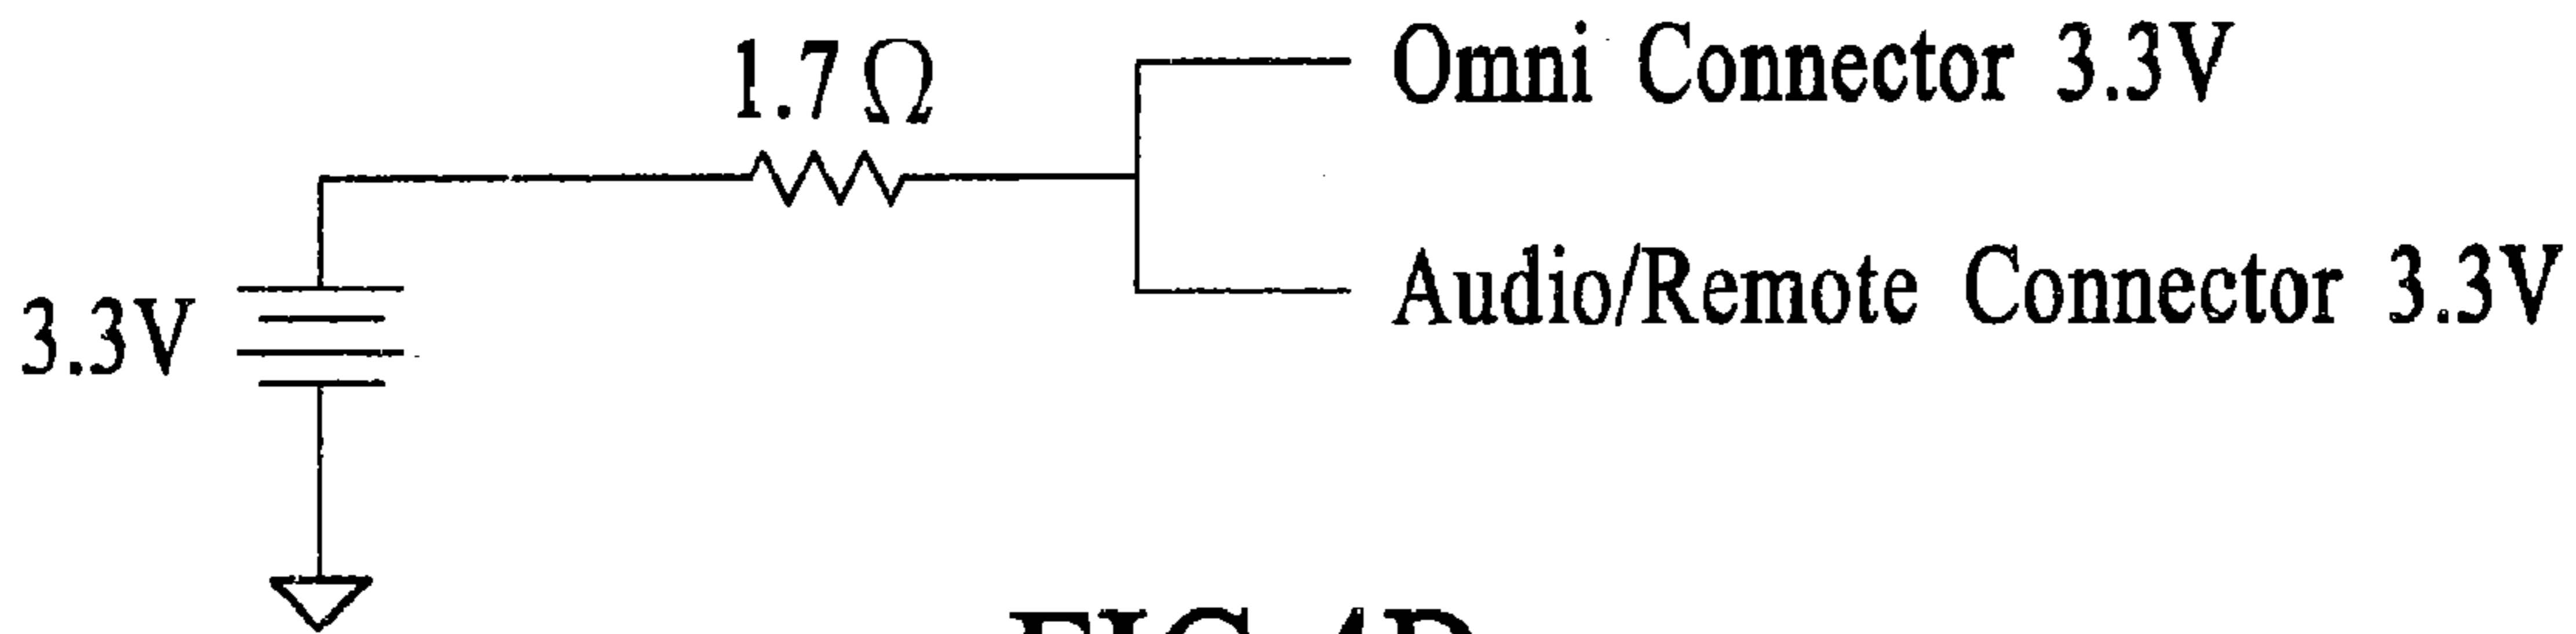 1.7 Ω
Omni Connector 3.3V
3.3V
Audio/Remote Connector 3.3V